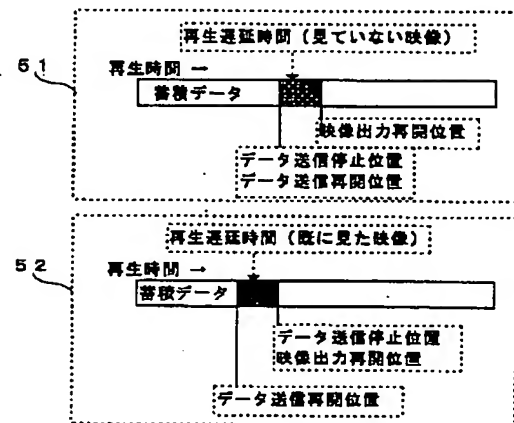 再生遅延時間（見ていない映像）
51
再生時間 →
蓄積データ
映像出力再開位置
データ送信停止位置
データ送信再開位置
再生遅延時間（既に見た映像）
52
再生時間 →
蓄積データ
データ送信停止位置
映像出力再開位置
データ送信再開位置